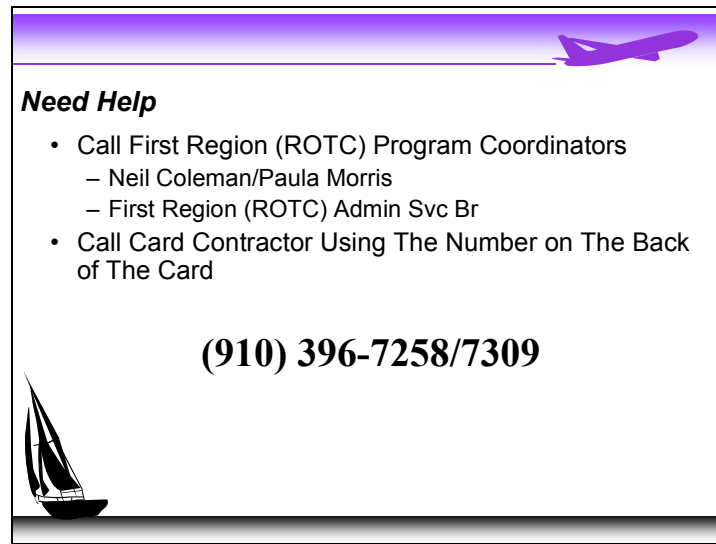 Need Help
• Call First Region (ROTC) Program Coordinators
– Neil Coleman/Paula Morris
– First Region (ROTC) Admin Svc Br
• Call Card Contractor Using The Number on The Back
of The Card
(910) 396-7258/7309